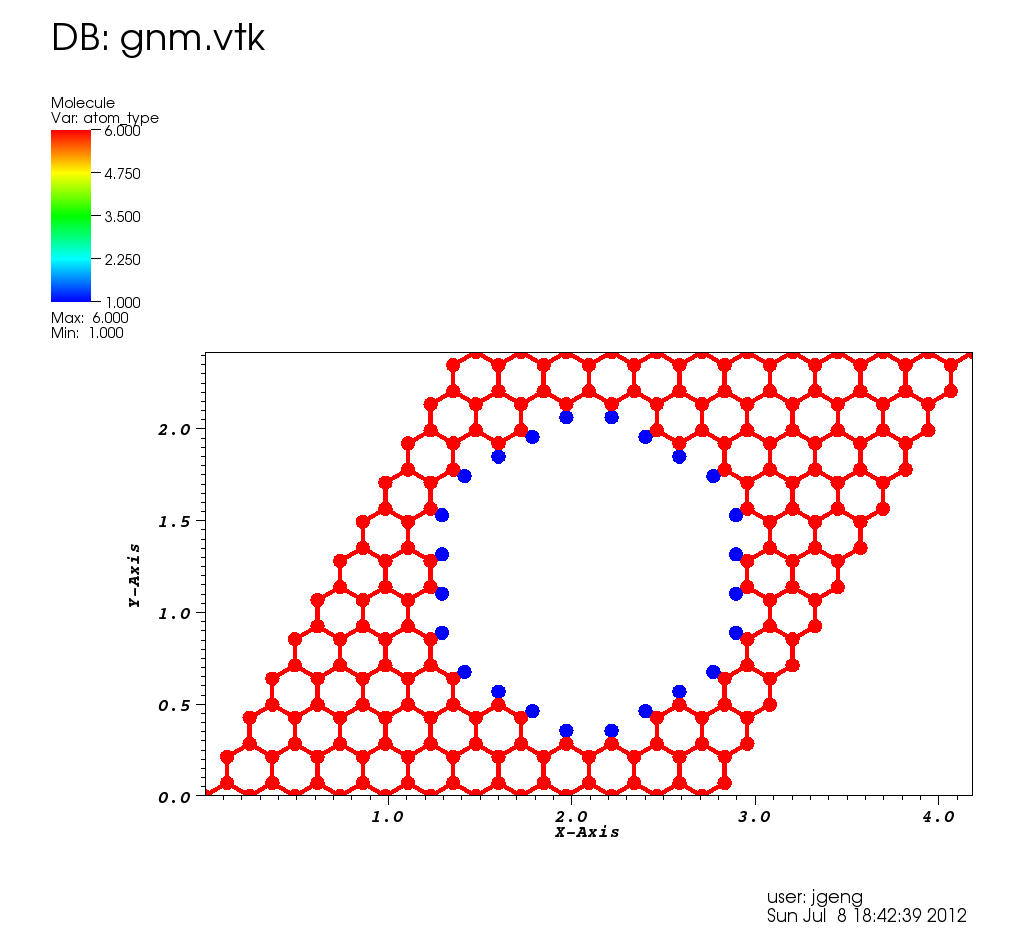 DB: gnm.vtk
Molecule
Var: atom_type
6.000
4.750
3.500
2.250
1.000
Max: 6.000
Min: 1.000
2.0
1.5
1.0
0.5
0.0
Y-Axis
1.0
2.0
3.0
4.0
X-Axis
user: jgeng
Sun Jul 8 18:42:39 2012